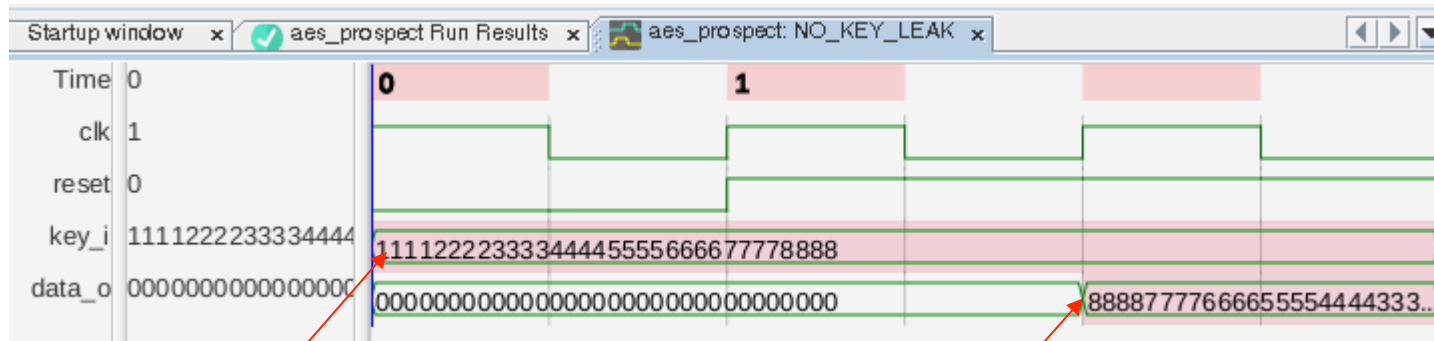 Startup window x aes_prospect Run Results x aes_prospect: NO_KEY_LEAK x
Time 0 0 1
clk 1
reset 0
key_i 1111222233334444 11112222333344445555666677778888
data_o 0000000000000000 00000000000000000000000000000000 88887777666655554444333...